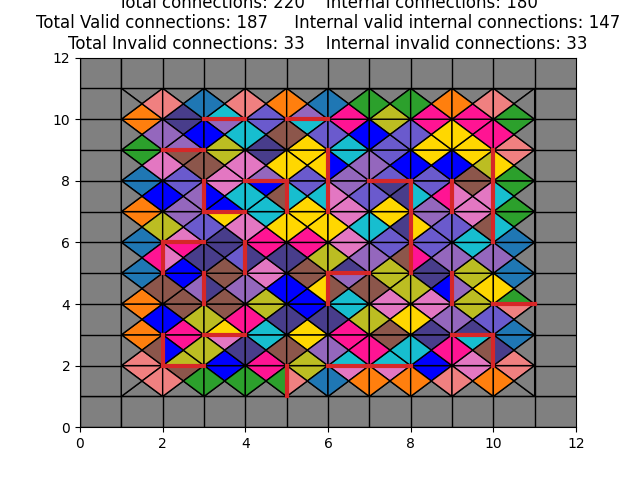 Total connections: 220    Internal connections: 180
Total Valid connections: 187    Internal valid internal connections: 147
Total Invalid connections: 33    Internal invalid connections: 33
12
10
8
6
4
2
0
0 2 4 6 8 10 12